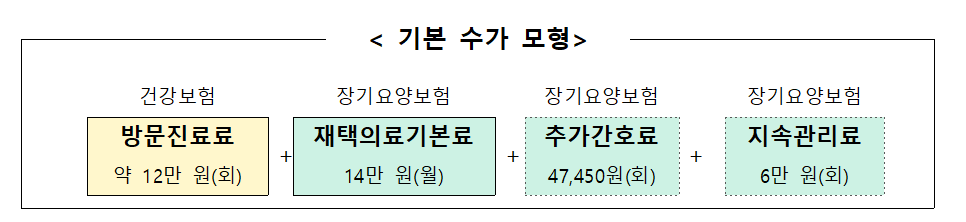 < 기본 수가 모형>
건강보험 장기요양보험 장기요양보험 장기요양보험
방문진료료 재택의료기본료 추가간호료 지속관리료
약 12만 원(회) + 14만 원(월) + 47,450원(회) + 6만 원(회)